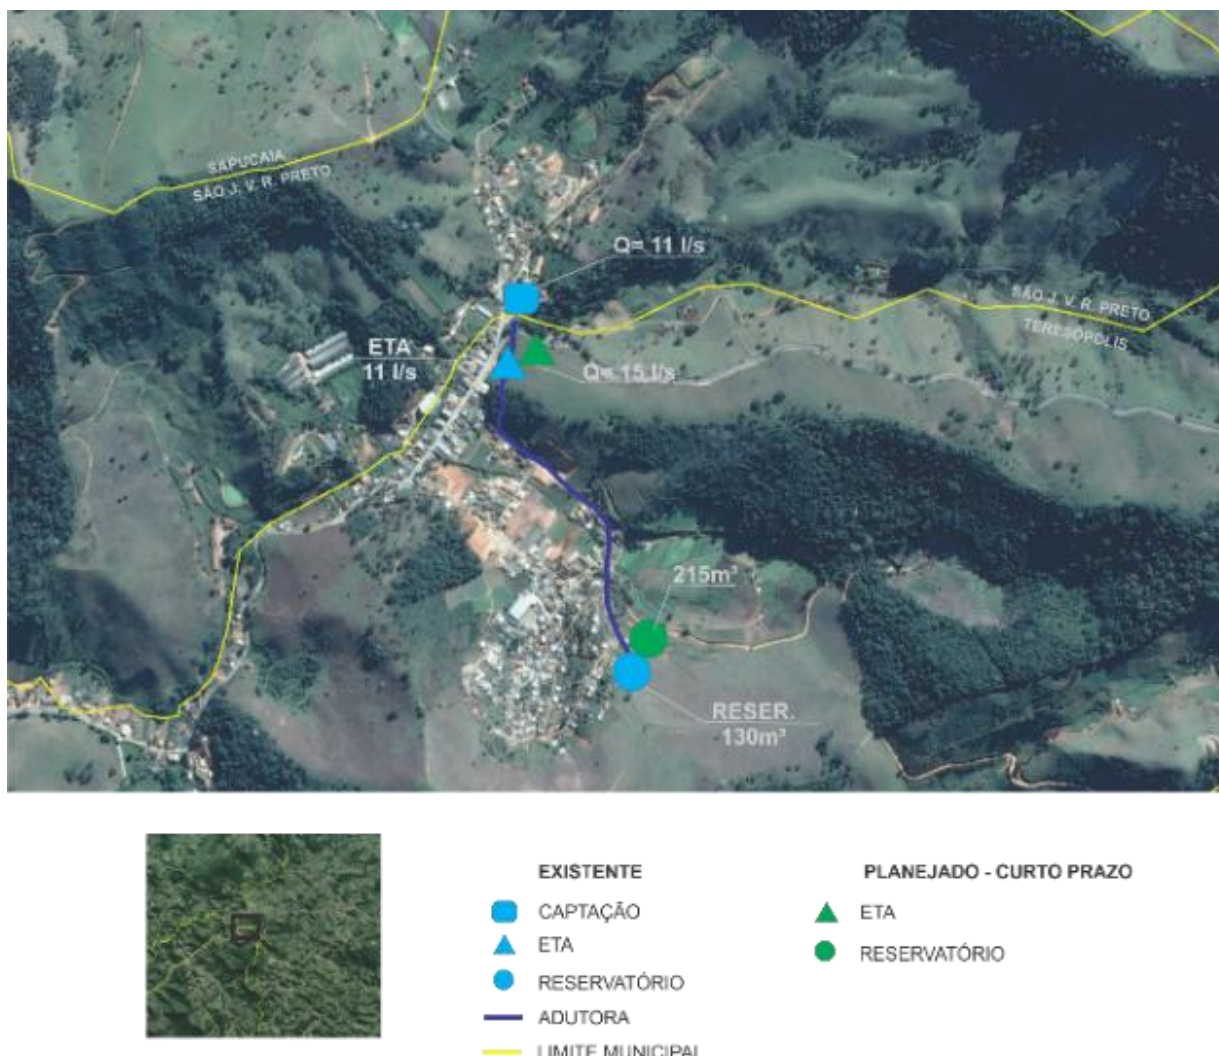 SAPUCAIA
SÃO J. V. R. PRETO
Q= 11 l/s
SÃO J. V. R. PRETO
TERESÓPOLIS
ETA
11 l/s
Q= 15 l/s
215m³
RESER.
130m³
EXISTENTE
CAPTAÇÃO
ETA
RESERVATÓRIO
ADUTORA
LIMITE MUNICIPAL
PLANEJADO - CURTO PRAZO
ETA
RESERVATÓRIO